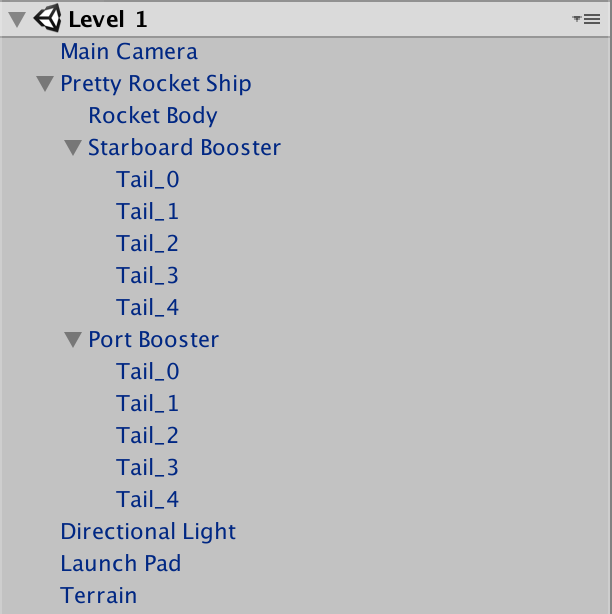 Level 1
Main Camera
Pretty Rocket Ship
Rocket Body
Starboard Booster
Tail_0
Tail_1
Tail_2
Tail_3
Tail_4
Port Booster
Tail_0
Tail_1
Tail_2
Tail_3
Tail_4
Directional Light
Launch Pad
Terrain